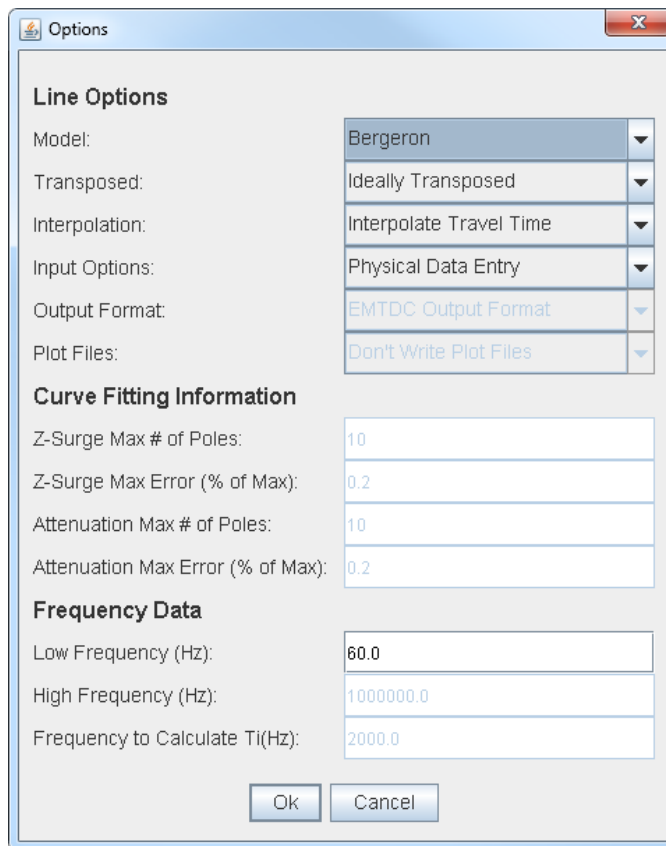 Options
Line Options
Model: Bergeron
Transposed: Ideally Transposed
Interpolation: Interpolate Travel Time
Input Options: Physical Data Entry
Output Format: EMTDC Output Format
Plot Files: Don't Write Plot Files
Curve Fitting Information
Z-Surge Max # of Poles: 10
Z-Surge Max Error (% of Max): 0.2
Attenuation Max # of Poles: 10
Attenuation Max Error (% of Max): 0.2
Frequency Data
Low Frequency (Hz): 60.0
High Frequency (Hz): 1000000.0
Frequency to Calculate Ti(Hz): 2000.0
Ok Cancel